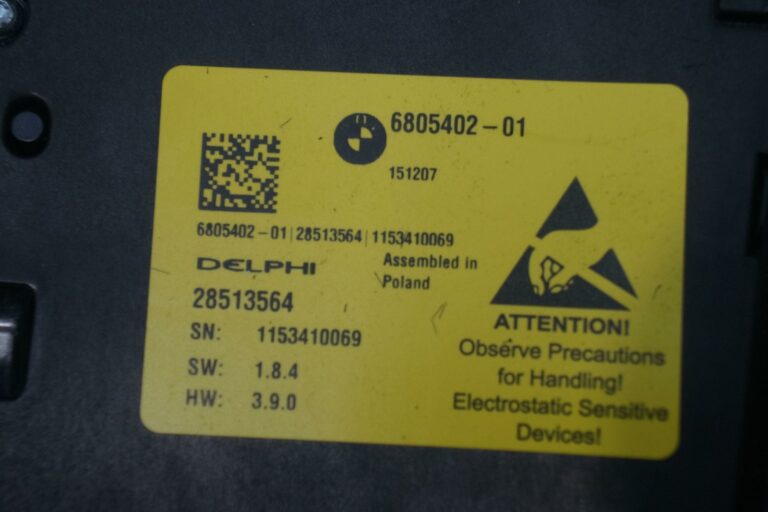 6805402-01
151207
6805402-01|28513564|1153410069
DELPHI
Assembled in
Poland
28513564
SN: 1153410069
SW: 1.8.4
HW: 3.9.0
ATTENTION!
Observe Precautions
for Handling!
Electrostatic Sensitive
Devices!